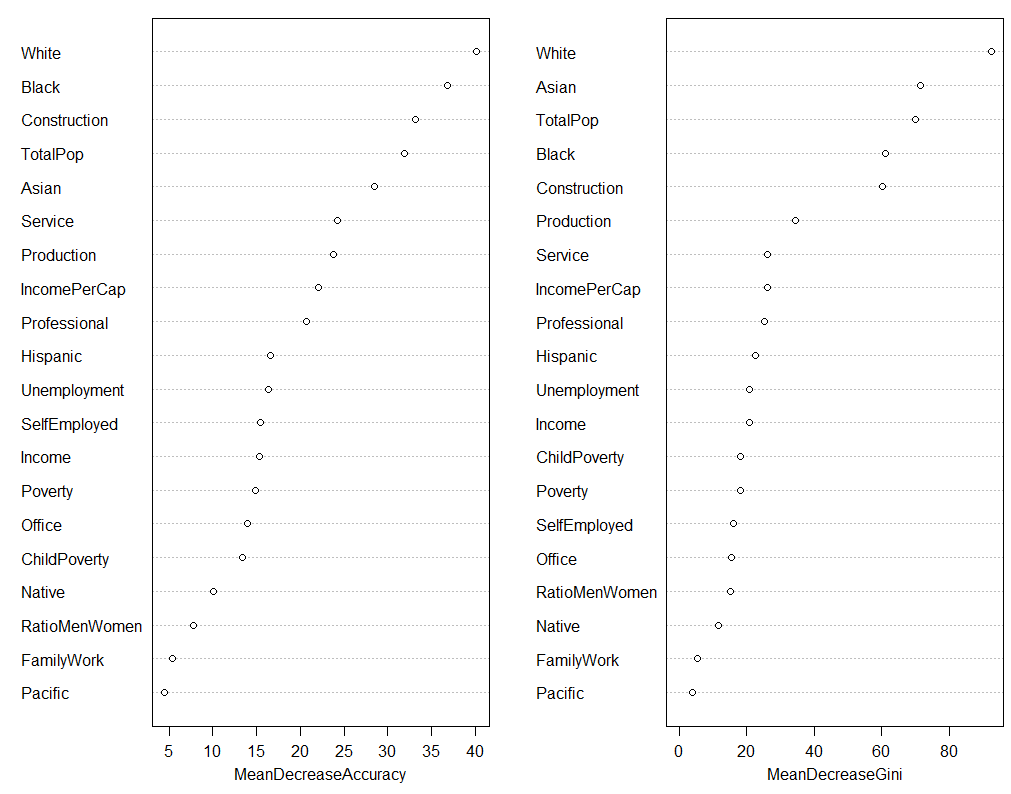 White
Black
Construction
TotalPop
Asian
Service
Production
IncomePerCap
Professional
Hispanic
Unemployment
SelfEmployed
Income
Poverty
Office
ChildPoverty
Native
RatioMenWomen
FamilyWork
Pacific
5 10 15 20 25 30 35 40
MeanDecreaseAccuracy
White
Asian
TotalPop
Black
Construction
Production
Service
IncomePerCap
Professional
Hispanic
Unemployment
Income
ChildPoverty
Poverty
SelfEmployed
Office
RatioMenWomen
Native
FamilyWork
Pacific
0 20 40 60 80
MeanDecreaseGini